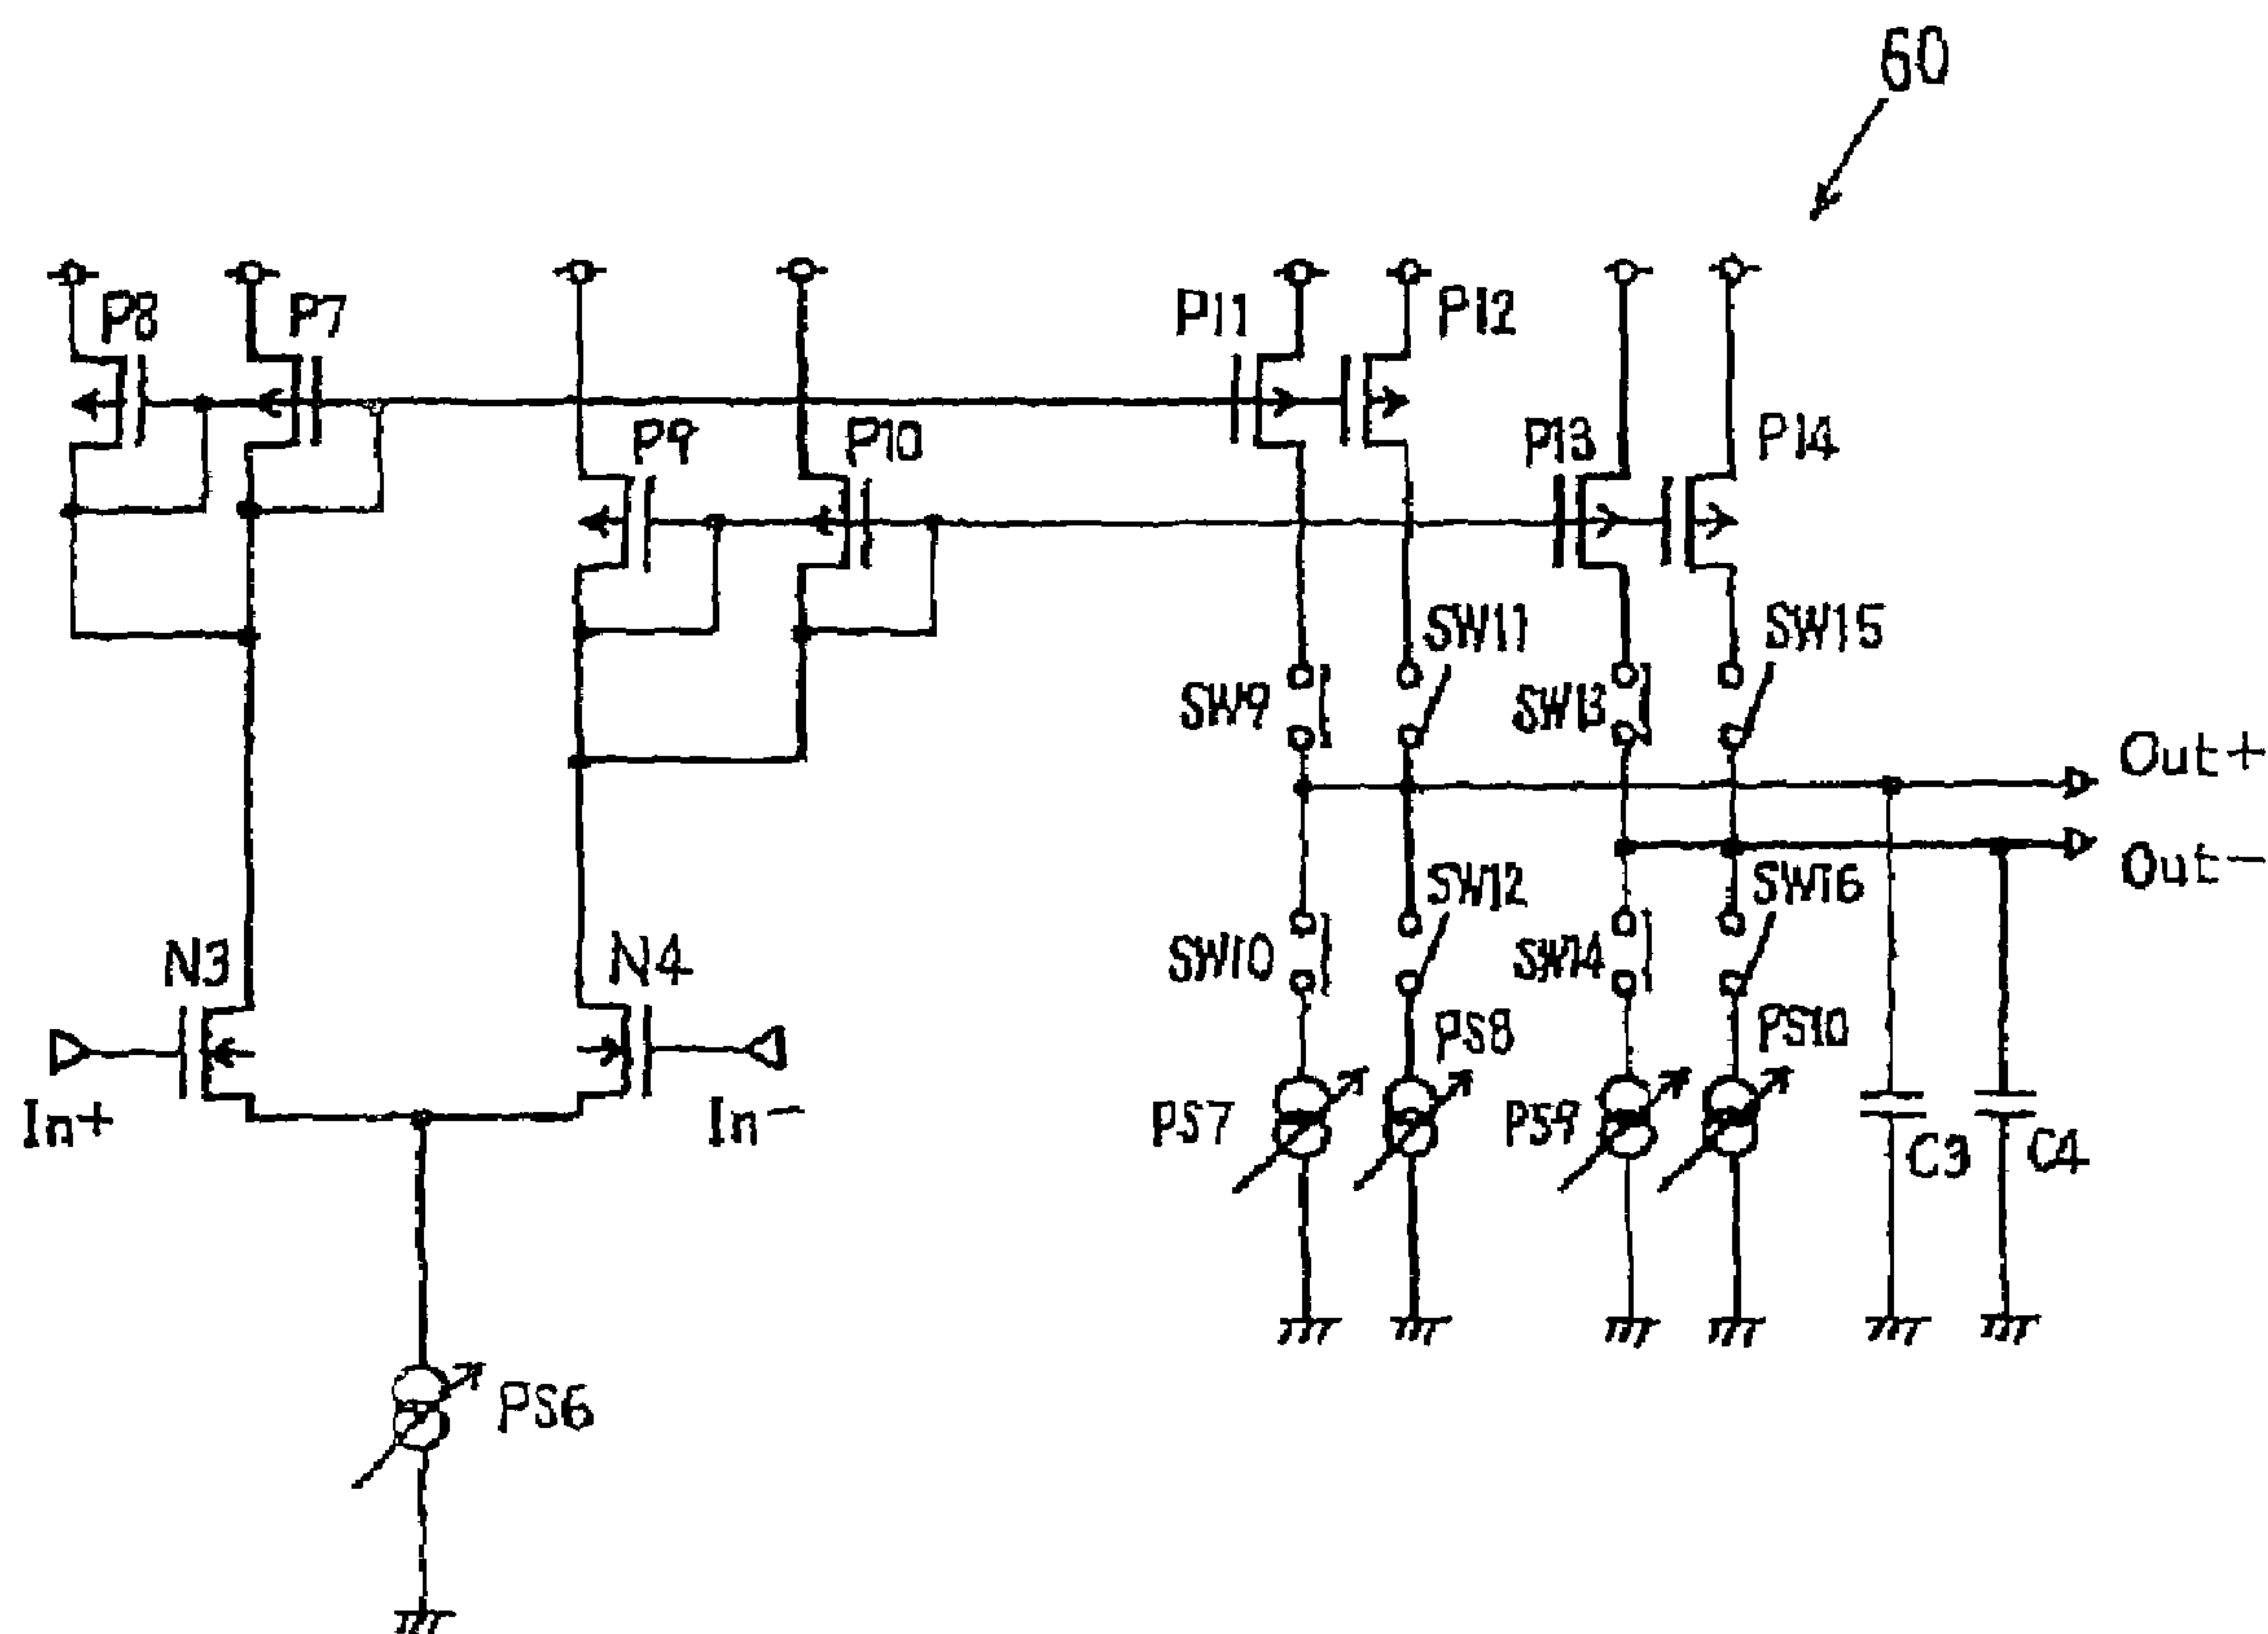 60
P8
P7
P11
P12
P9
P10
P13
P14
SW11
SW15
SW9
SW13
Out+
Out-
SW12
SW16
SW10
SW14
N3
N4
PS8
PS10
In+
In-
PS7
PS9
C3
C4
PS6